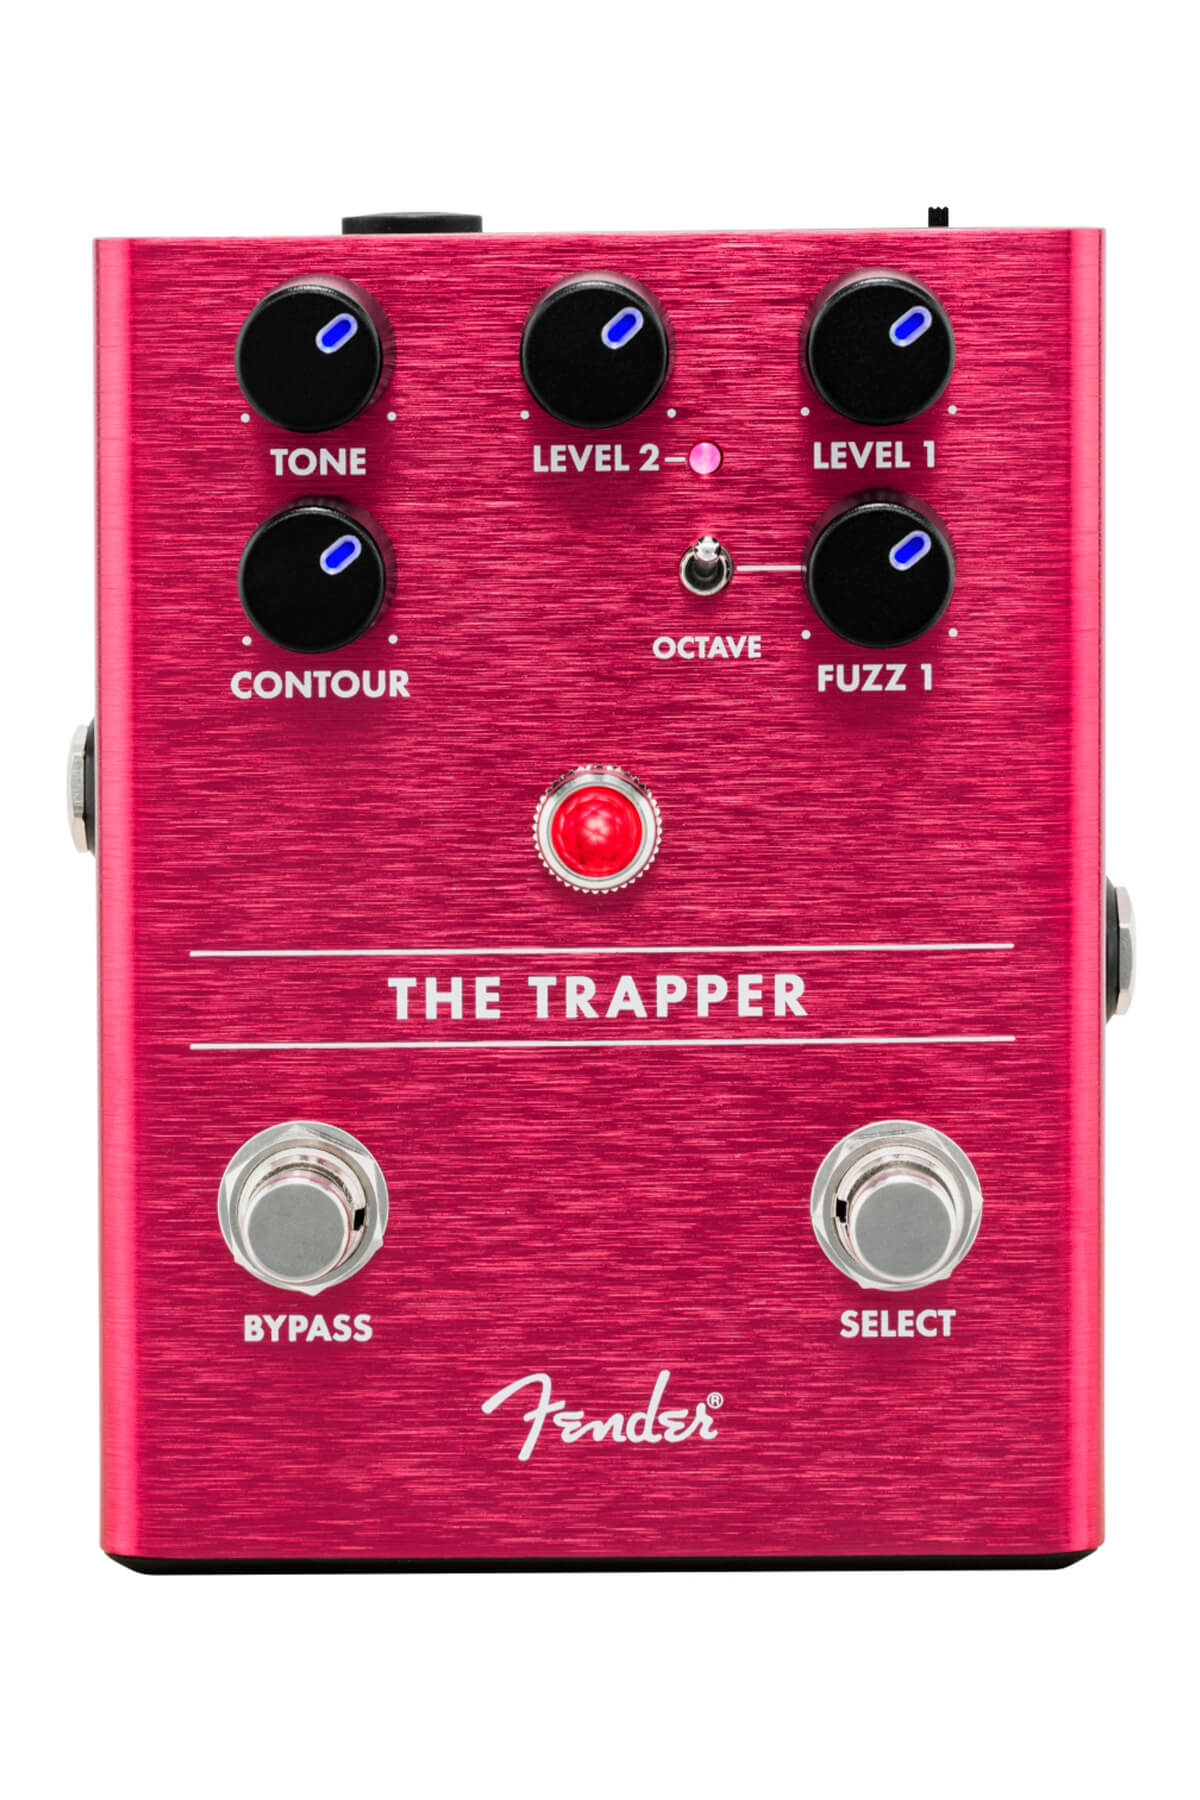 TONE
LEVEL 2
LEVEL 1
CONTOUR
OCTAVE
FUZZ 1
THE TRAPPER
BYPASS
SELECT
Fender®